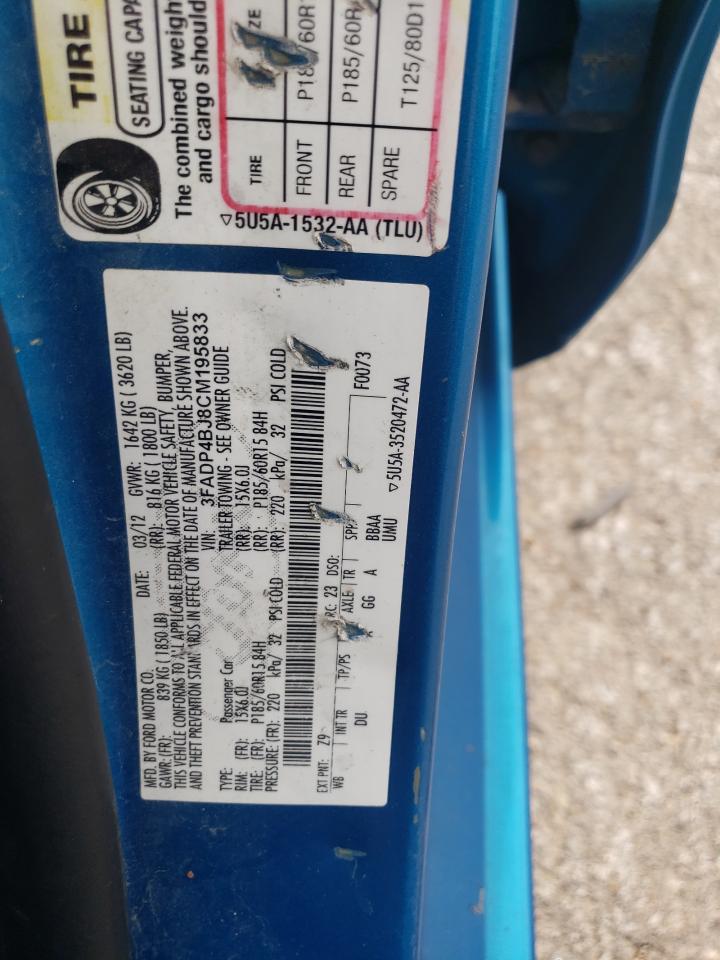 TIRE
SEATING CAPA
The combined weight
and cargo should
TIRE
FRONT P185/60R
REAR P185/60R
SPARE T125/80D1
5U5A-1532-AA (TLU)
MFD. BY FORD MOTOR CO. DATE: 03/12 GVWR: 1642 KG ( 3620 LB)
GAWR: (FR): 839 KG ( 1850 LB) (RR): 816 KG ( 1800 LB)
THIS VEHICLE CONFORMS TO ALL APPLICABLE FEDERAL MOTOR VEHICLE SAFETY, BUMPER,
AND THEFT PREVENTION STANDARDS IN EFFECT ON THE DATE OF MANUFACTURE SHOWN ABOVE.
VIN: 3FADP4BJ8CM195833
TYPE: Passenger Car TRAILER TOWING - SEE OWNER GUIDE
RIM: (FR): 15X6.0J (RR): 15X6.0J
TIRE: (FR): P185/60R15 84H (RR): P185/60R15 84H
PRESSURE: (FR): 220 kPa/ 32 PSI COLD (RR): 220 kPa/ 32 PSI COLD
EXT PNT: Z9 RC: 23 DSO: F0073
WB INT TR TP/PS AXLE TR SPR
DU GG A BBAA
UMU
5U5A-3520472-AA